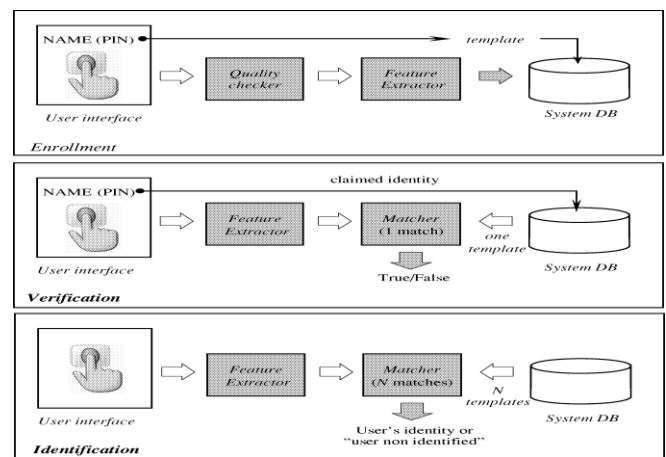 NAME (PIN)
template
Quality
checker
Feature
Extractor
User interface
System DB
Enrollment
claimed identity
NAME (PIN)
Feature
Extractor
Matcher
(1 match)
one
template
User interface
True/False
System DB
Verification
Feature
Extractor
Matcher
(N matches)
N
templates
User interface
System DB
User's identity or
"user non identified"
Identification